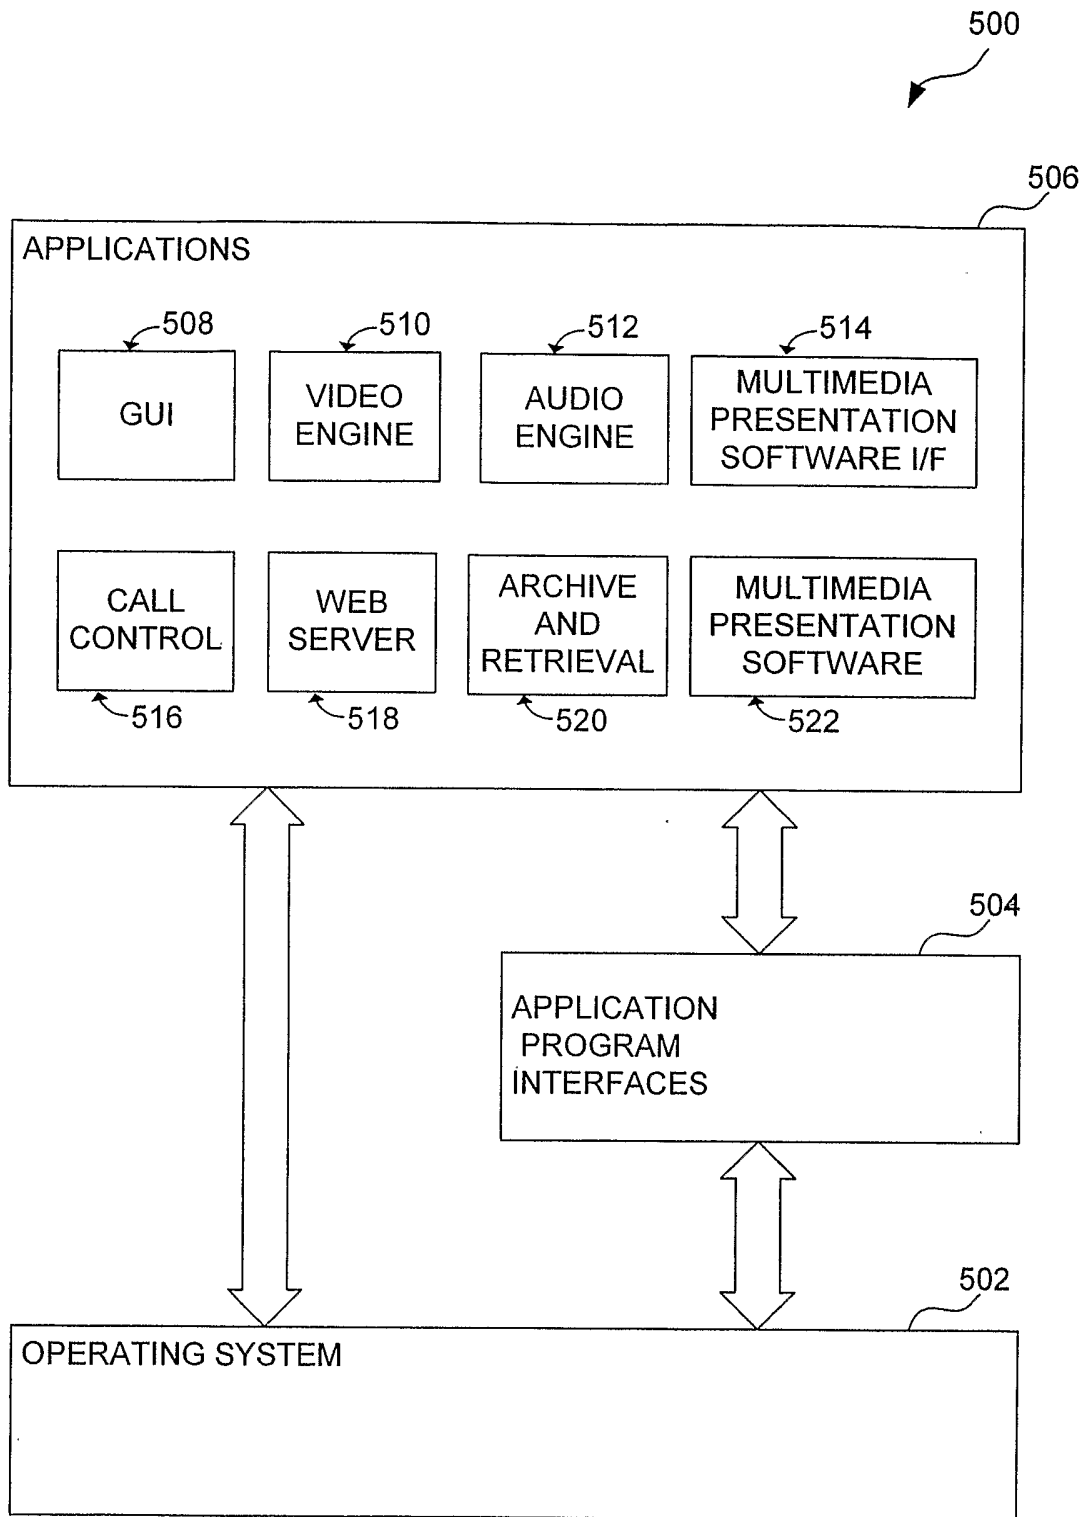 500
506
APPLICATIONS
508
510
512
514
GUI
VIDEO
ENGINE
AUDIO
ENGINE
MULTIMEDIA
PRESENTATION
SOFTWARE I/F
CALL
CONTROL
WEB
SERVER
ARCHIVE
AND
RETRIEVAL
MULTIMEDIA
PRESENTATION
SOFTWARE
516
518
520
522
504
APPLICATION
PROGRAM
INTERFACES
502
OPERATING SYSTEM